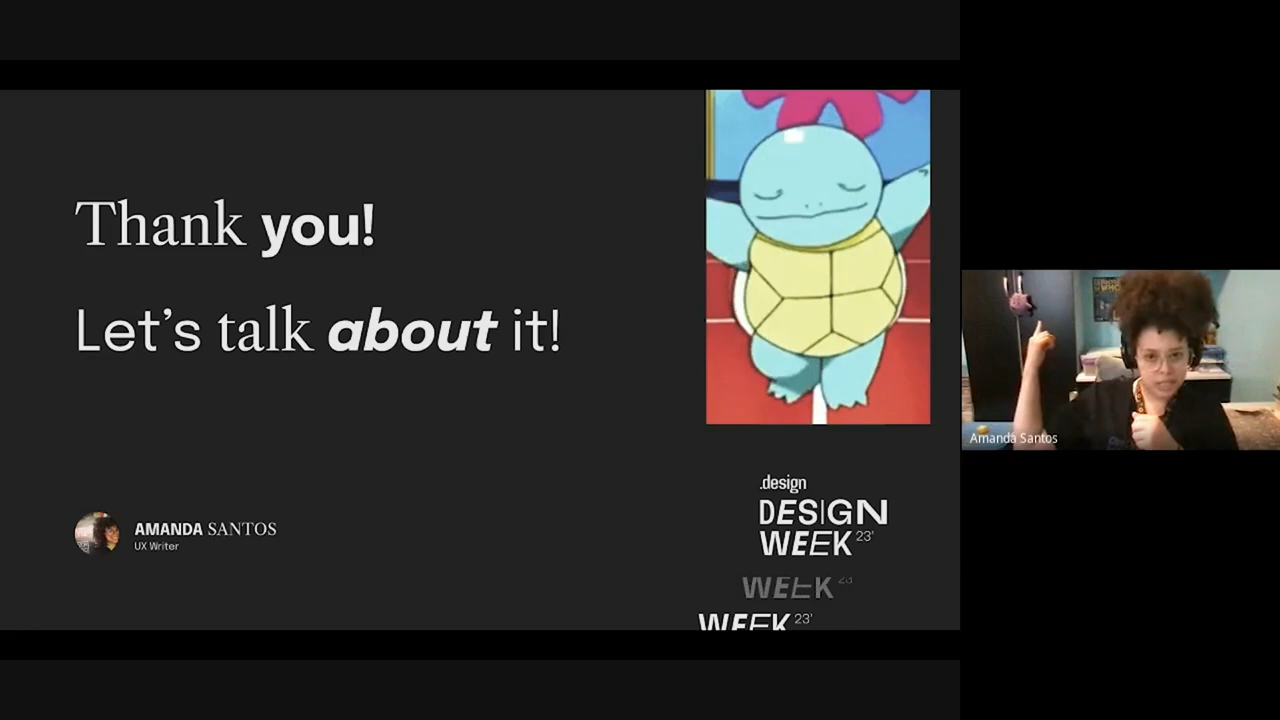 Thank you!
Let's talk about it!
AMANDA SANTOS
UX Writer
.design
DESIGN
WEEK 23'
WEEK 23'
WEEK 23'
Amanda Santos